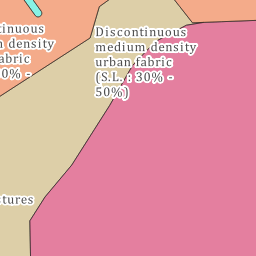 Discontinuous
medium density
urban fabric
(S.L. : 30% -
50%)
tinuous
n density
abric
0% -
tures